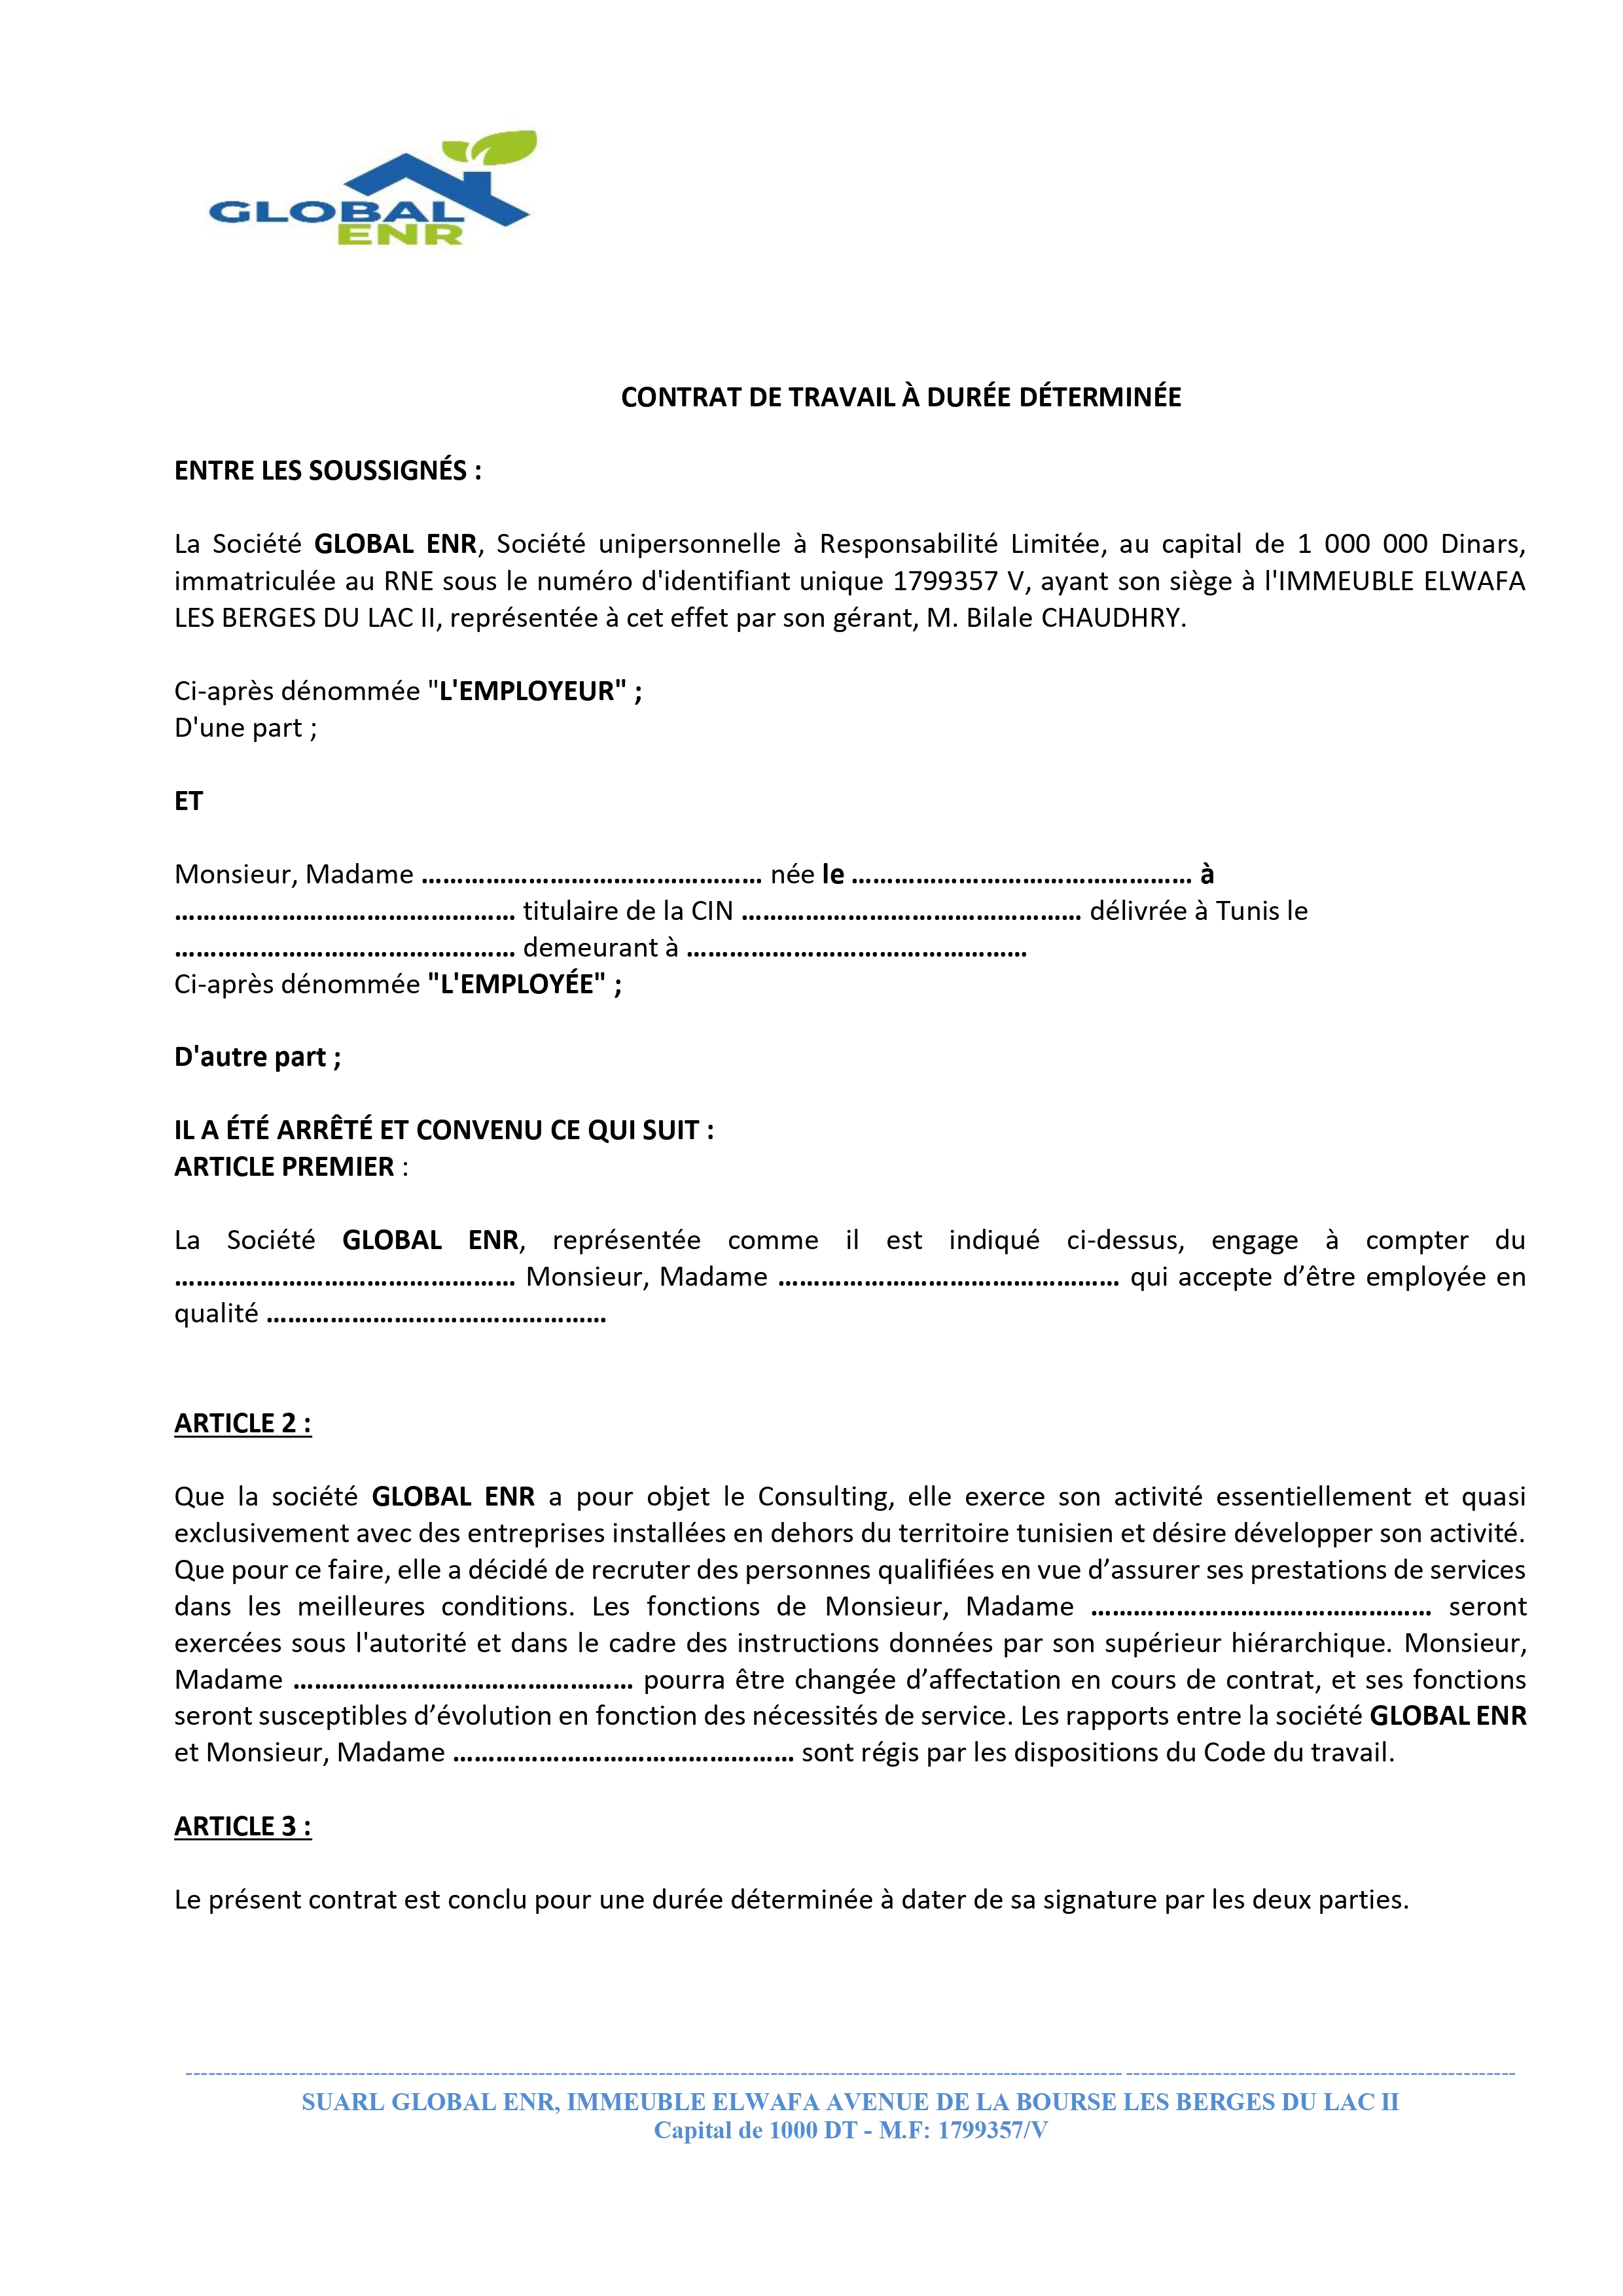 GLOBAL
ENR
CONTRAT DE TRAVAIL À DURÉE DÉTERMINÉE
ENTRE LES SOUSSIGNÉS :
La Société GLOBAL ENR, Société unipersonnelle à Responsabilité Limitée, au capital de 1 000 000 Dinars,
immatriculée au RNE sous le numéro d'identifiant unique 1799357 V, ayant son siège à l'IMMEUBLE ELWAFA
LES BERGES DU LAC II, représentée à cet effet par son gérant, M. Bilale CHAUDHRY.
Ci-après dénommée "L'EMPLOYEUR" ;
D'une part ;
ET
Monsieur, Madame ………………………………………… née le ………………………………………… à
………………………………………… titulaire de la CIN ………………………………………… délivrée à Tunis le
………………………………………… demeurant à …………………………………………
Ci-après dénommée "L'EMPLOYÉE" ;
D'autre part ;
IL A ÉTÉ ARRÊTÉ ET CONVENU CE QUI SUIT :
ARTICLE PREMIER :
La Société GLOBAL ENR, représentée comme il est indiqué ci-dessus, engage à compter du
………………………………………… Monsieur, Madame ………………………………………… qui accepte d’être employée en
qualité …………………………………………
ARTICLE 2 :
Que la société GLOBAL ENR a pour objet le Consulting, elle exerce son activité essentiellement et quasi
exclusivement avec des entreprises installées en dehors du territoire tunisien et désire développer son activité.
Que pour ce faire, elle a décidé de recruter des personnes qualifiées en vue d’assurer ses prestations de services
dans les meilleures conditions. Les fonctions de Monsieur, Madame ………………………………………… seront
exercées sous l'autorité et dans le cadre des instructions données par son supérieur hiérarchique. Monsieur,
Madame ………………………………………… pourra être changée d’affectation en cours de contrat, et ses fonctions
seront susceptibles d’évolution en fonction des nécessités de service. Les rapports entre la société GLOBAL ENR
et Monsieur, Madame ………………………………………… sont régis par les dispositions du Code du travail.
ARTICLE 3 :
Le présent contrat est conclu pour une durée déterminée à dater de sa signature par les deux parties.
SUARL GLOBAL ENR, IMMEUBLE ELWAFA AVENUE DE LA BOURSE LES BERGES DU LAC II
Capital de 1000 DT - M.F: 1799357/V